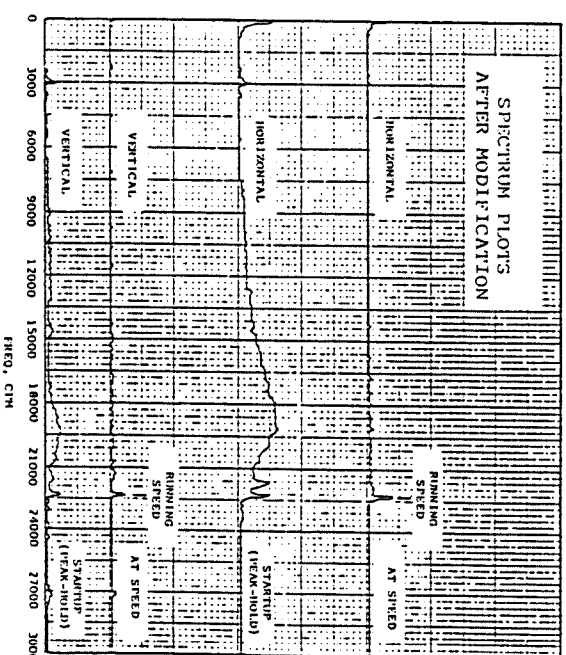 SPECTRUM PLOTS
AFTER MODIFICATION
HORIZONTAL
RUNNING
SPEED
AT SPEED
HORIZONTAL
STARTUP
(PEAK-HOLD)
VERTICAL
RUNNING
SPEED
AT SPEED
VERTICAL
STARTUP
(PEAK-HOLD)
0
3000
6000
9000
12000
15000
18000
21000
24000
27000
FREQ, CPM